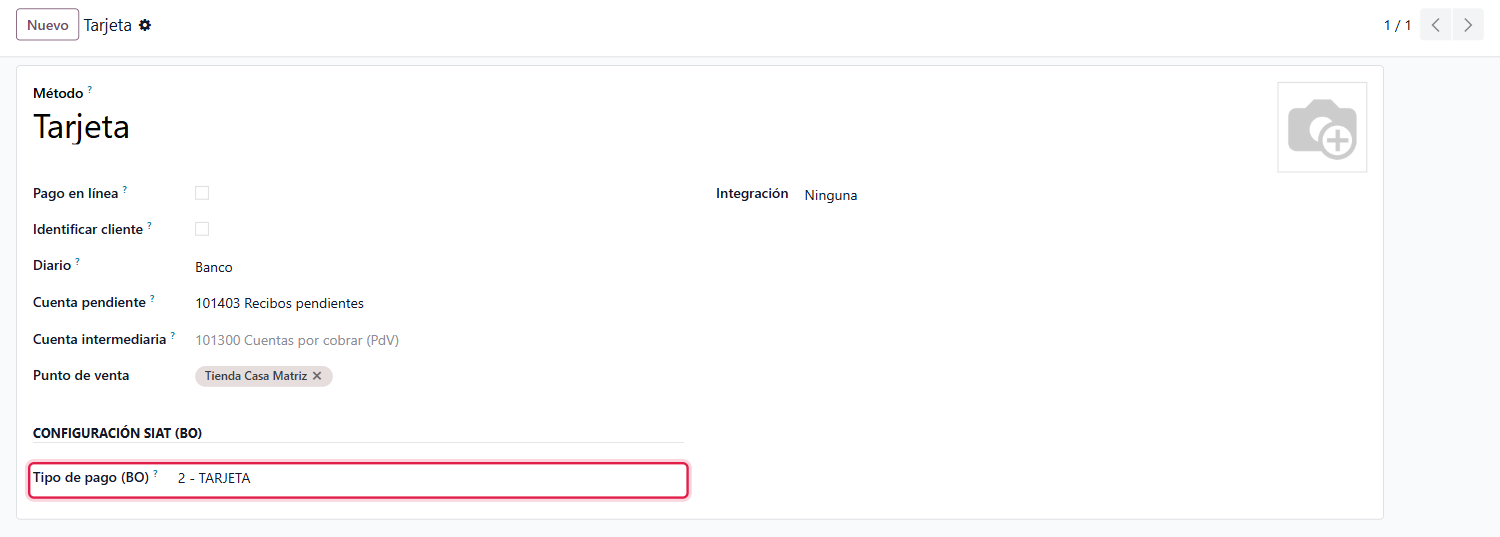 Nuevo Tarjeta 1 / 1
Método ?
Tarjeta
Pago en línea ? Integración Ninguna
Identificar cliente ?
Diario ? Banco
Cuenta pendiente ? 101403 Recibos pendientes
Cuenta intermediaria ? 101300 Cuentas por cobrar (PdV)
Punto de venta Tienda Casa Matriz
CONFIGURACIÓN SIAT (BO)
Tipo de pago (BO) ? 2 - TARJETA